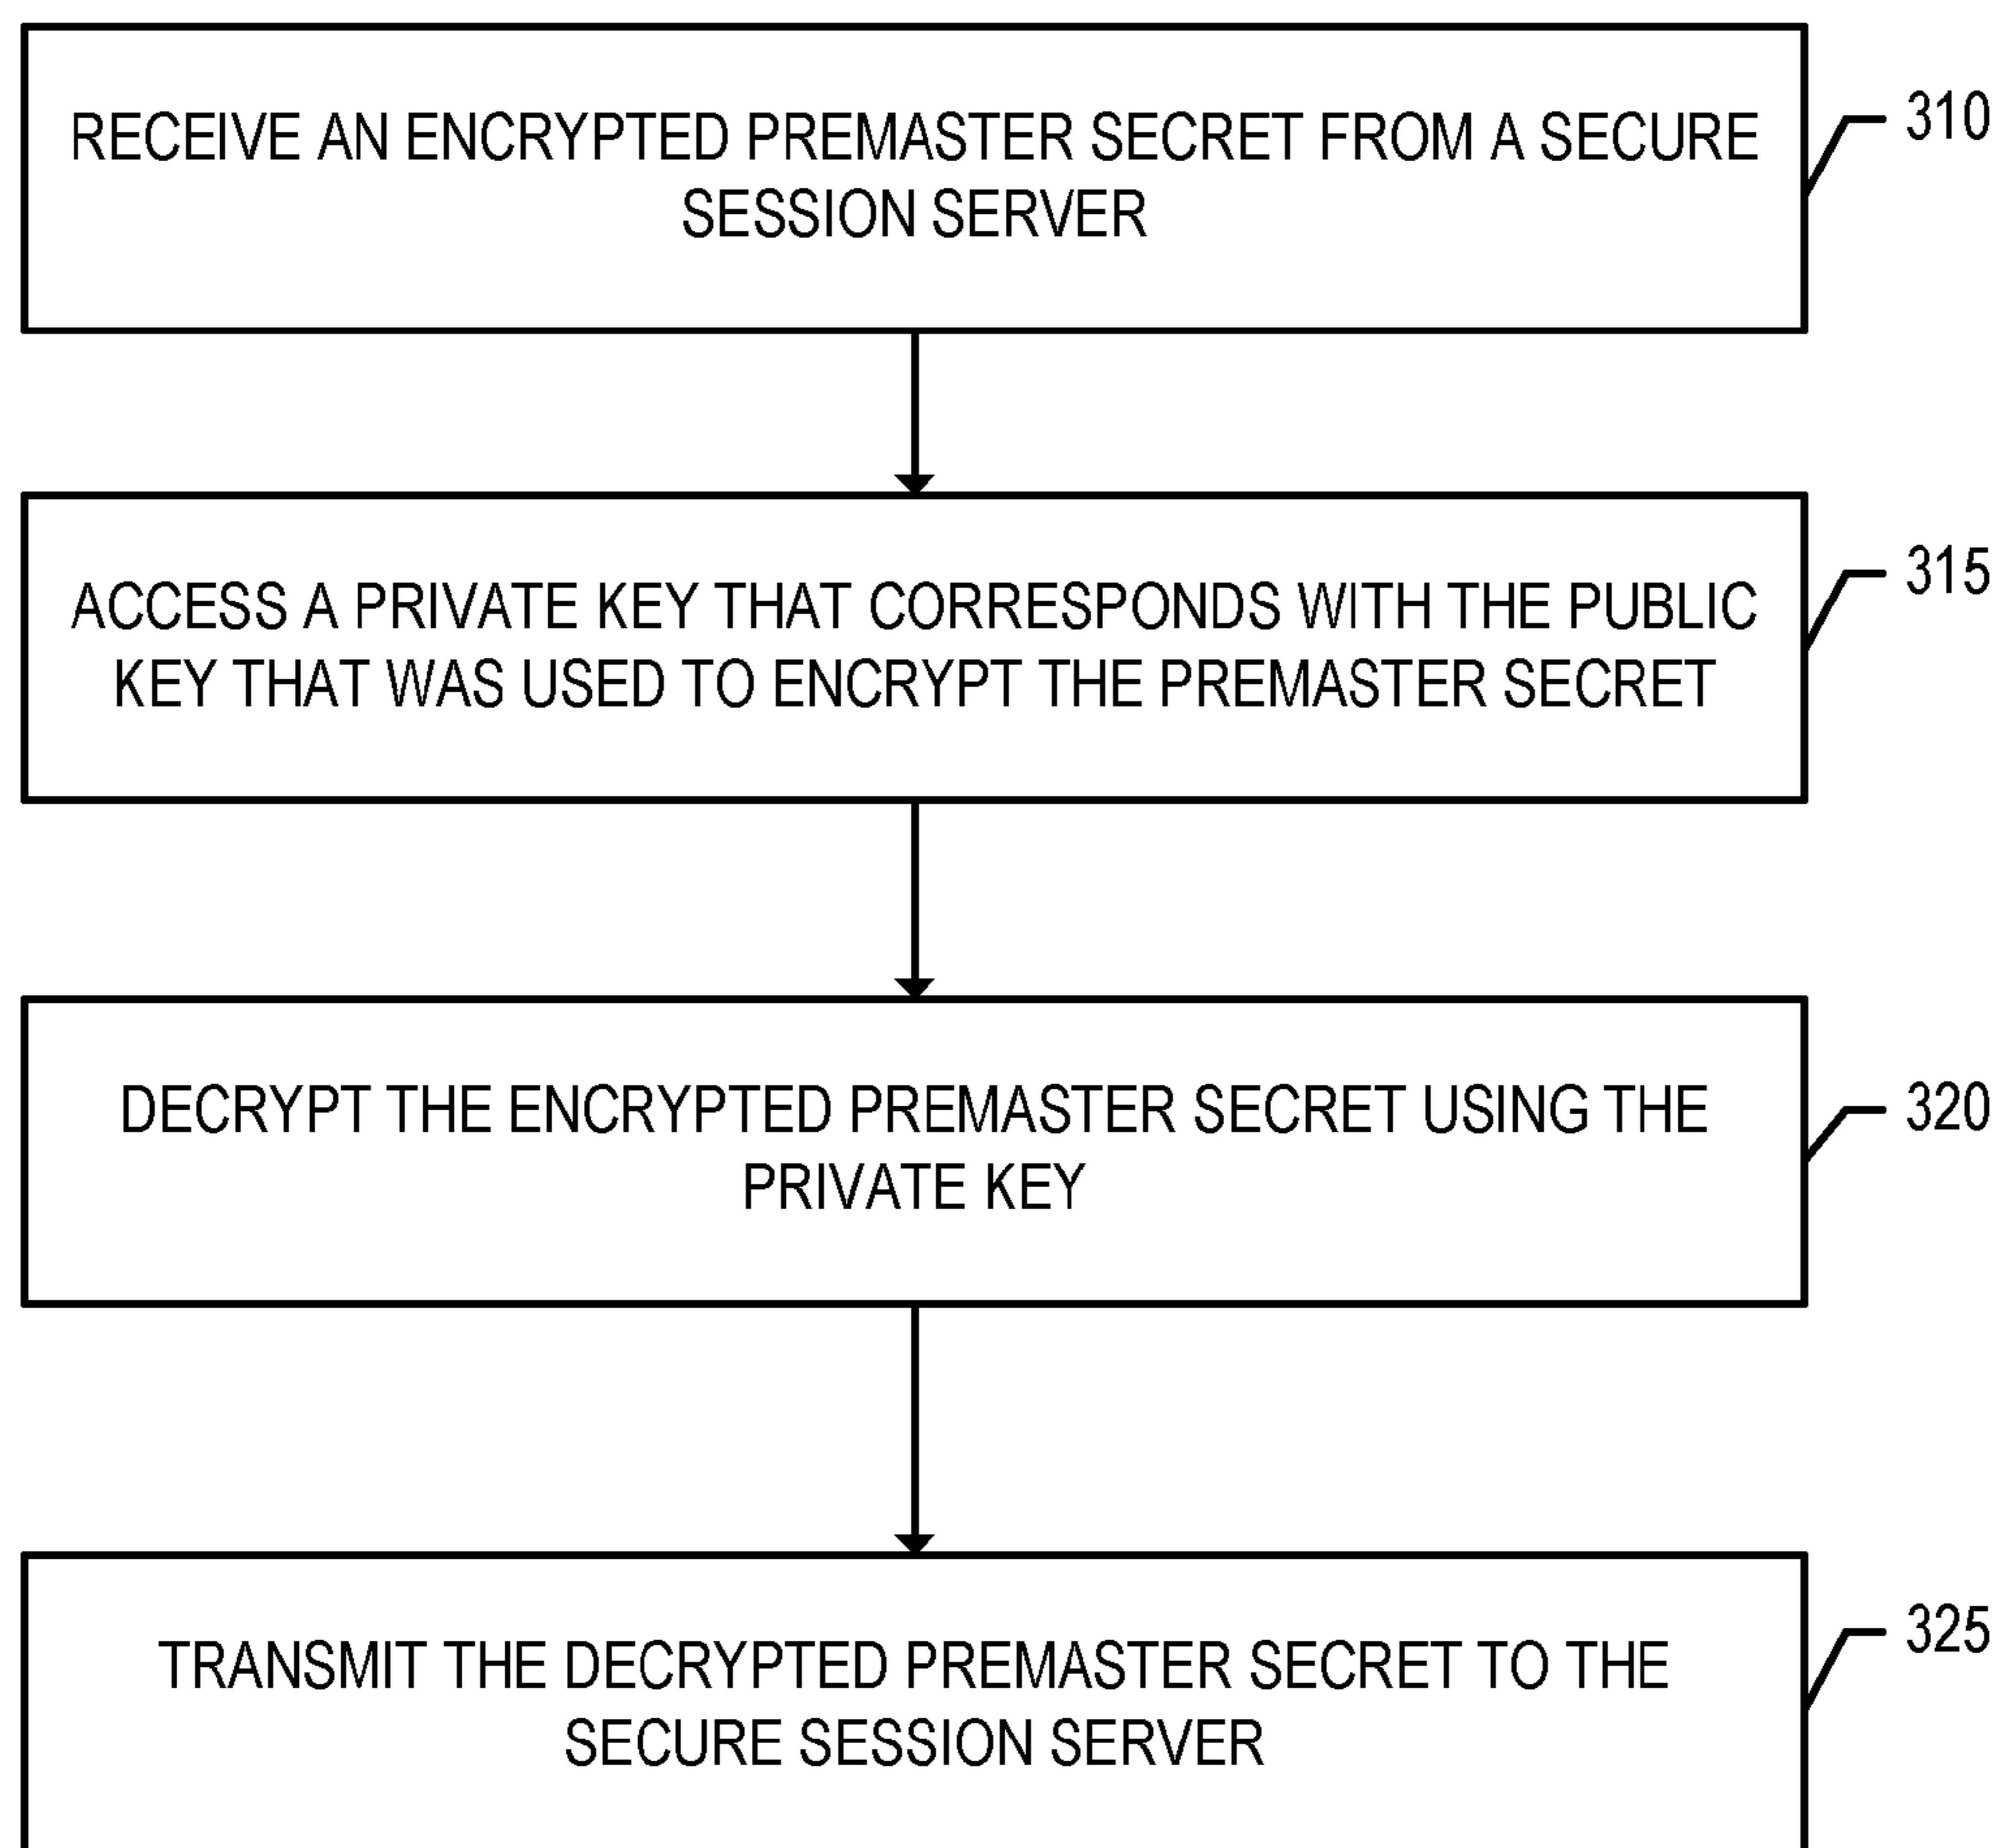 RECEIVE AN ENCRYPTED PREMASTER SECRET FROM A SECURE
SESSION SERVER
310
ACCESS A PRIVATE KEY THAT CORRESPONDS WITH THE PUBLIC
KEY THAT WAS USED TO ENCRYPT THE PREMASTER SECRET
315
DECRYPT THE ENCRYPTED PREMASTER SECRET USING THE
PRIVATE KEY
320
TRANSMIT THE DECRYPTED PREMASTER SECRET TO THE
SECURE SESSION SERVER
325